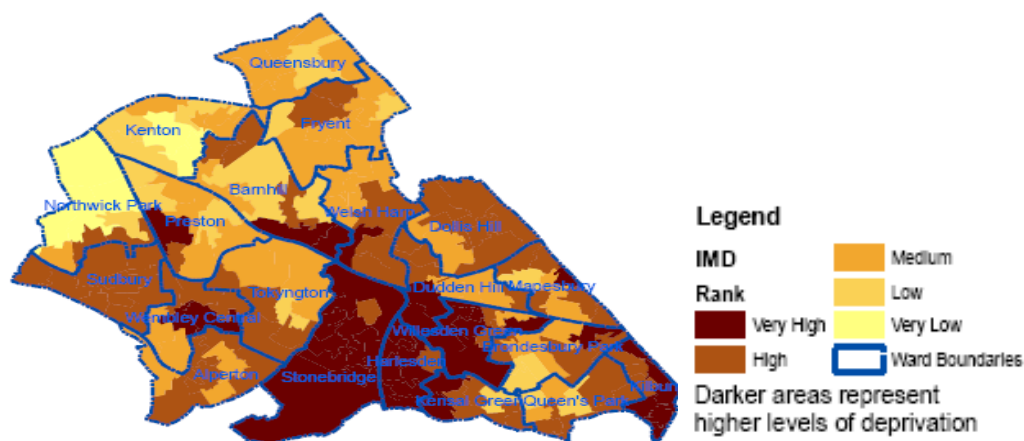 Queensbury
Kenton
Fryent
Barnhill
Northwick Park
Preston
Welsh Harp
Dollis Hill
Sudbury
Tokyngton
Dudden Hill
Mapesbury
Wembley Central
Willesden Green
Brondesbury Park
Harlesden
Alperton
Stonebridge
Kensal Green
Queen's Park
Kilburn
Legend
IMD
Rank
Very High
High
Medium
Low
Very Low
Ward Boundaries
Darker areas represent
higher levels of deprivation